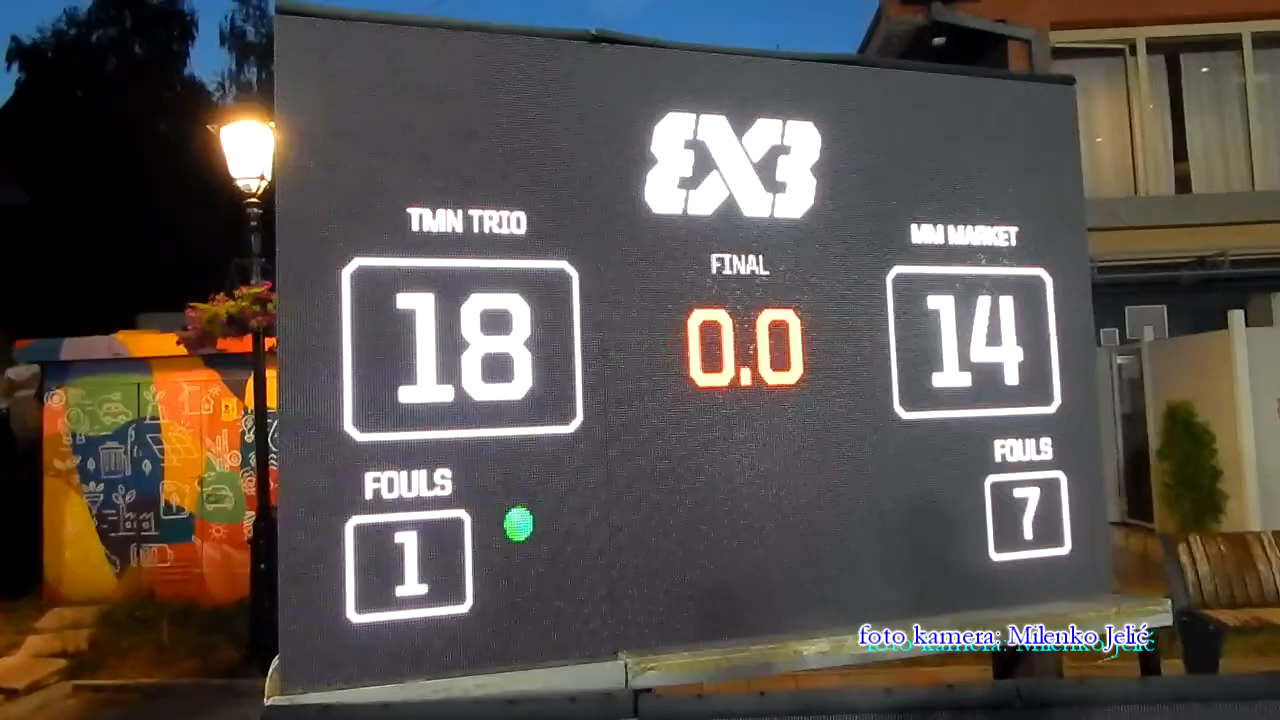 3X3
TMN TRIO
MM MARKET
FINAL
18
0.0
14
FOULS
FOULS
1
7
foto kamera: Milenko Jelić